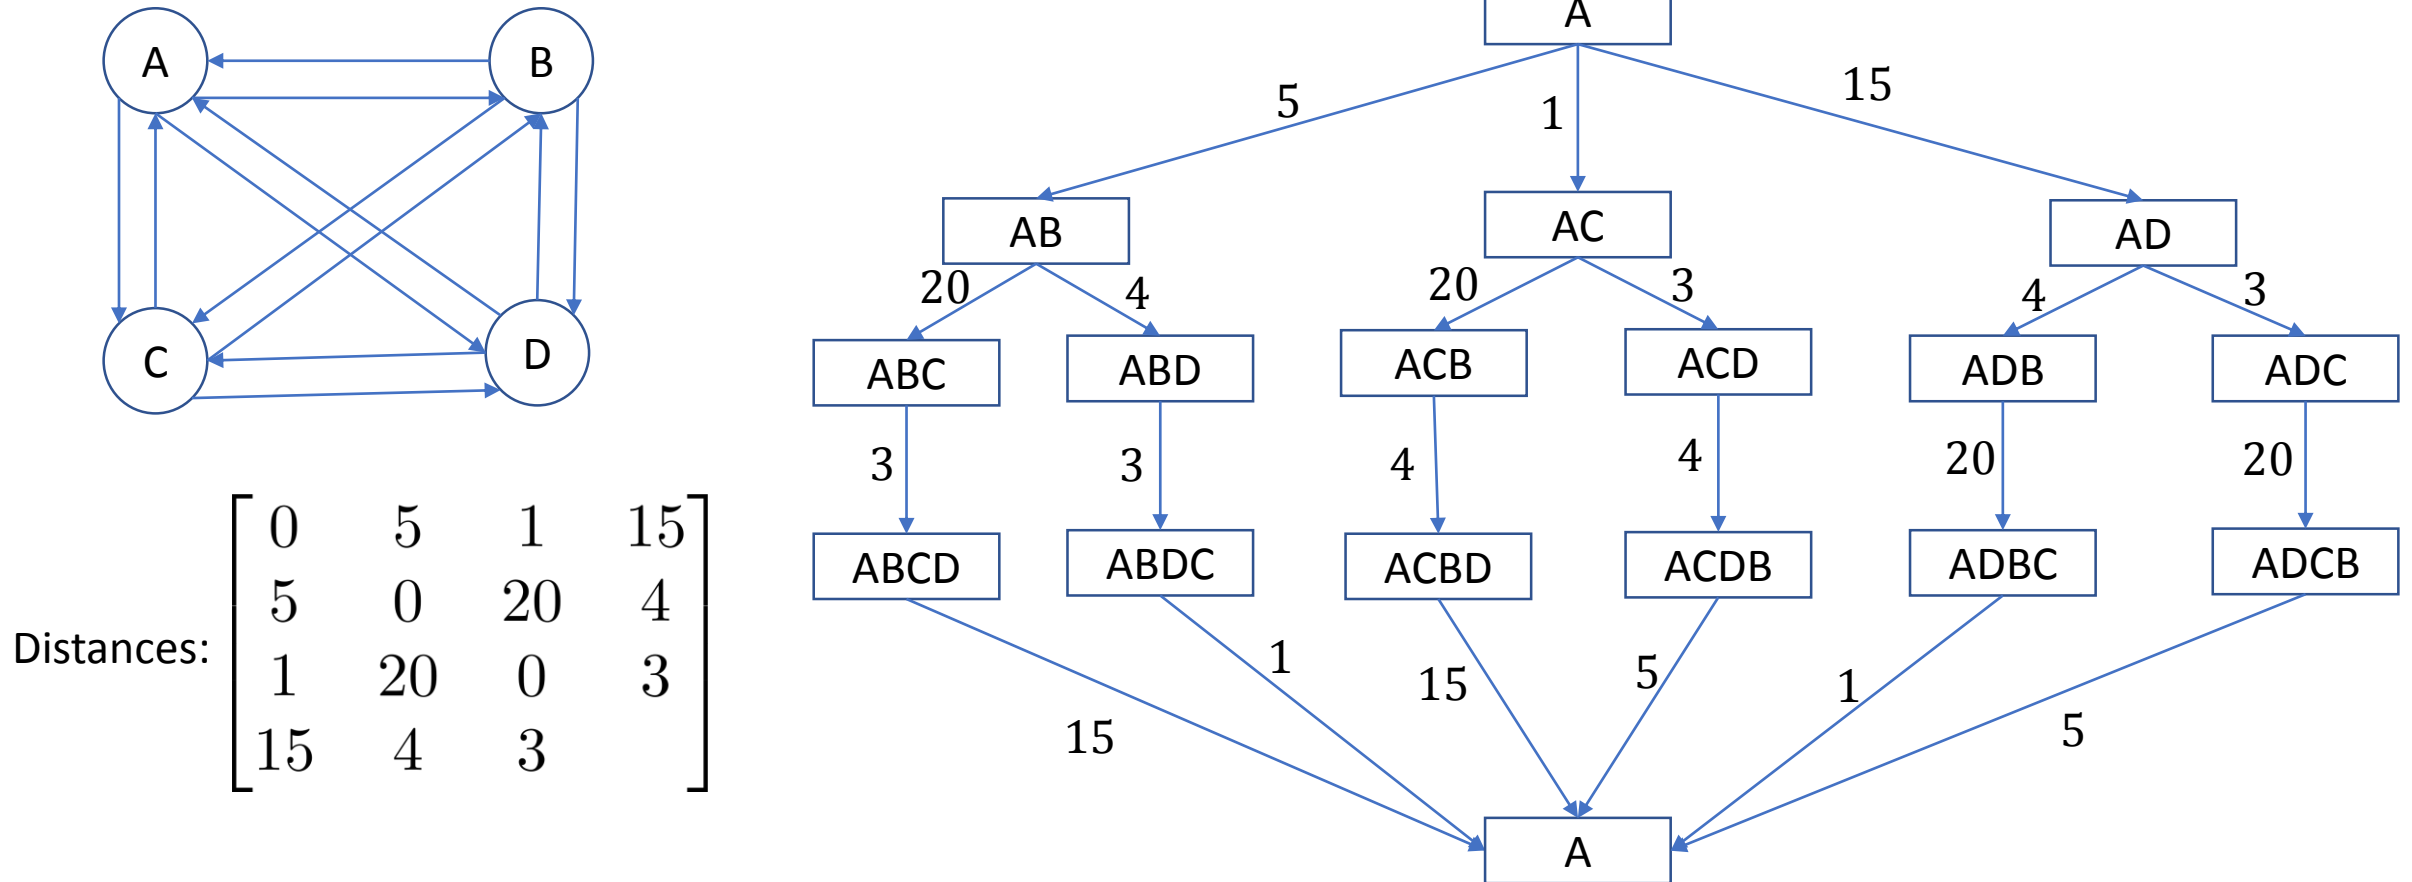 A B
C D
Distances:
0 5 1 15
5 0 20 4
1 20 0 3
15 4 3
A
5 1 15
AB AC AD
20 4 20 3 4 3
ABC ABD ACB ACD ADB ADC
3 3 4 4 20 20
ABCD ABDC ACBD ACDB ADBC ADCB
15 1 15 5 1 5
A